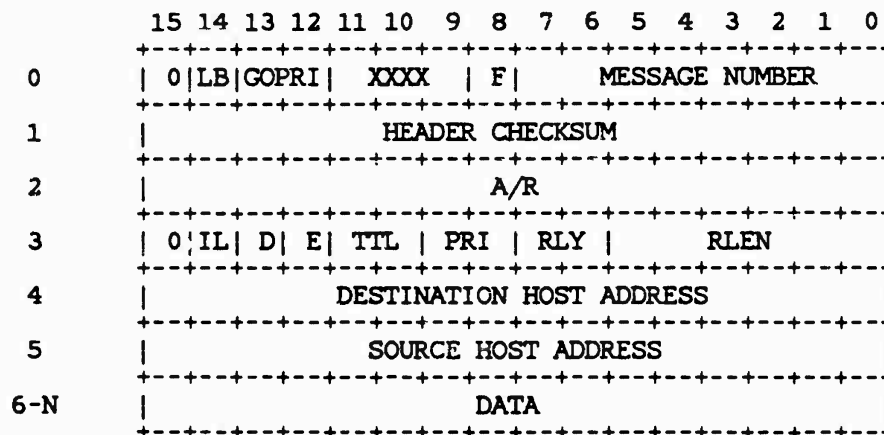 15 14 13 12 11 10 9 8 7 6 5 4 3 2 1 0
+--+--+--+--+--+--+--+--+--+--+--+--+--+--+--+--
0 | 0|LB|GOPRI| XXXX | F| MESSAGE NUMBER
+--+--+--+--+--+--+--+--+--+--+--+--+--+--+--+--
1 | HEADER CHECKSUM
+--+--+--+--+--+--+--+--+--+--+--+--+--+--+--+--
2 | A/R
+--+--+--+--+--+--+--+--+--+--+--+--+--+--+--+--
3 | 0|IL| D| E| TTL | PRI | RLY | RLEN
+--+--+--+--+--+--+--+--+--+--+--+--+--+--+--+--
4 | DESTINATION HOST ADDRESS
+--+--+--+--+--+--+--+--+--+--+--+--+--+--+--+--
5 | SOURCE HOST ADDRESS
+--+--+--+--+--+--+--+--+--+--+--+--+--+--+--+--
6-N | DATA
+--+--+--+--+--+--+--+--+--+--+--+--+--+--+--+--